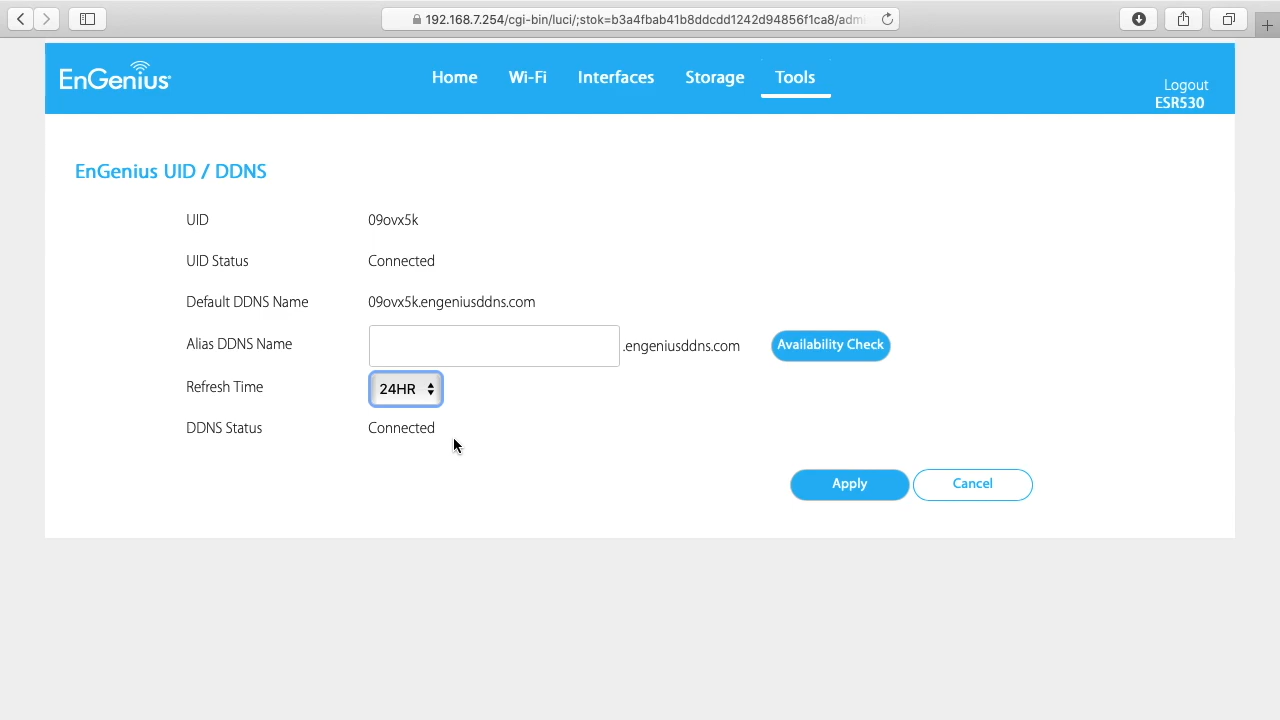 192.168.7.254/cgi-bin/luci/;stok=b3a4fbab41b8ddcdd1242d94856f1ca8/admi
EnGenius
Home Wi-Fi Interfaces Storage Tools
Logout
ESR530
EnGenius UID / DDNS
UID 09ovx5k
UID Status Connected
Default DDNS Name 09ovx5k.engeniusddns.com
Alias DDNS Name .engeniusddns.com Availability Check
Refresh Time 24HR
DDNS Status Connected
Apply Cancel